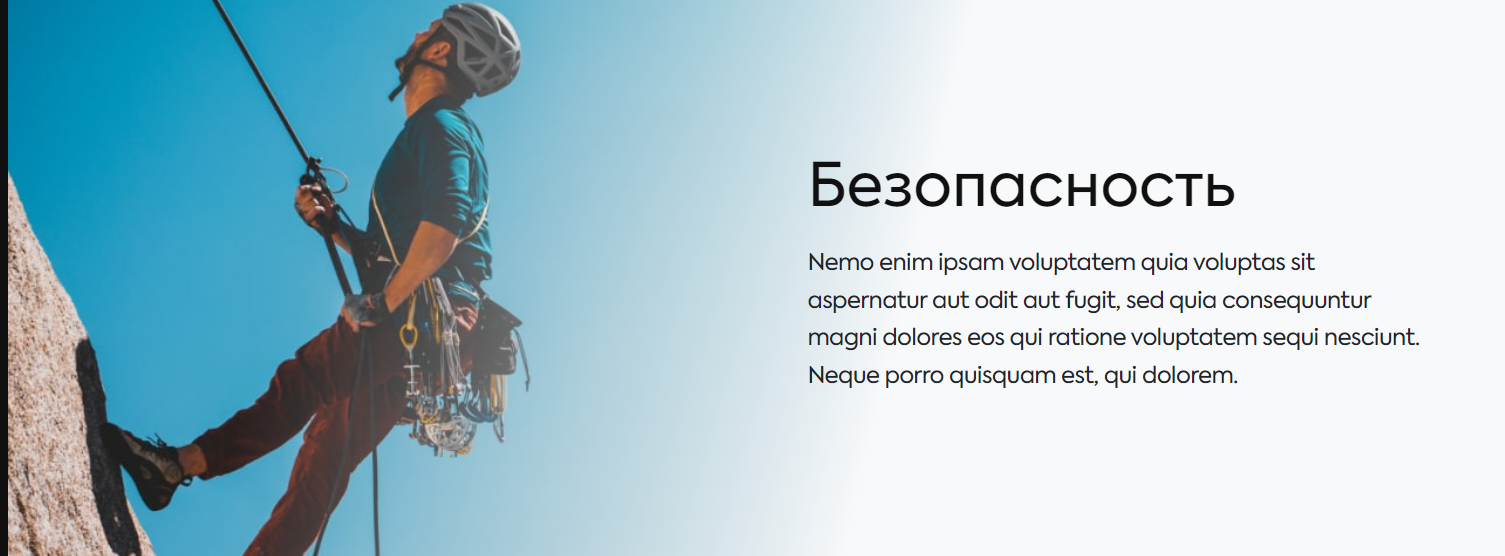 Безопасность
Nemo enim ipsam voluptatem quia voluptas sit
aspernatur aut odit aut fugit, sed quia consequuntur
magni dolores eos qui ratione voluptatem sequi nesciunt.
Neque porro quisquam est, qui dolorem.